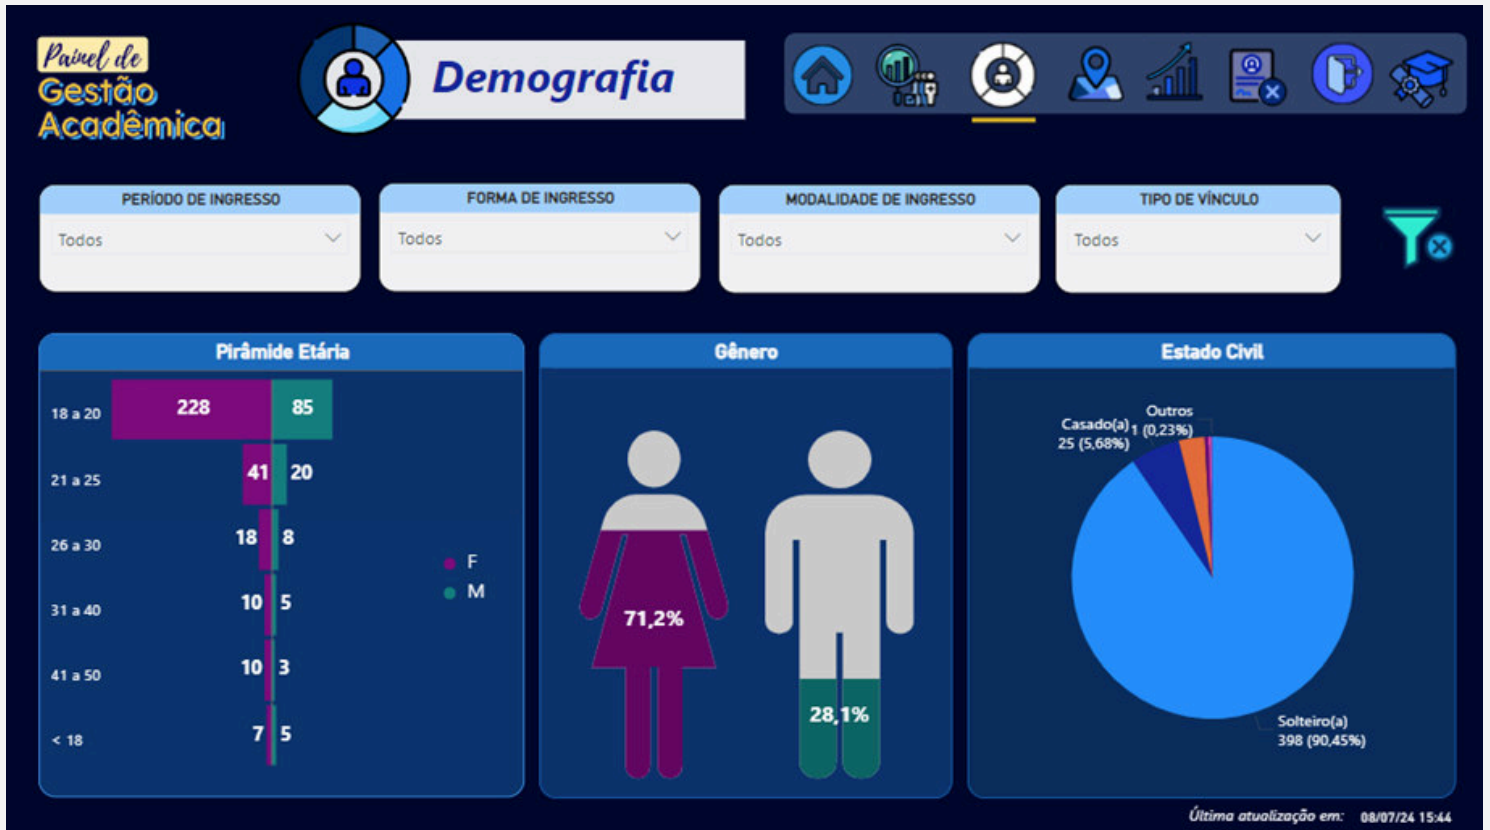 Painel de
Gestão
Acadêmica
Demografia
PERÍODO DE INGRESSO
Todos
FORMA DE INGRESSO
Todos
MODALIDADE DE INGRESSO
Todos
TIPO DE VÍNCULO
Todos
Pirâmide Etária
18 a 20 228 85
21 a 25 41 20
26 a 30 18 8
31 a 40 10 5
41 a 50 10 3
< 18 7 5
F
M
Gênero
71,2%
28,1%
Estado Civil
Outros
1 (0,23%)
Casado(a)
25 (5,68%)
Solteiro(a)
398 (90,45%)
Última atualização em: 08/07/24 15:44